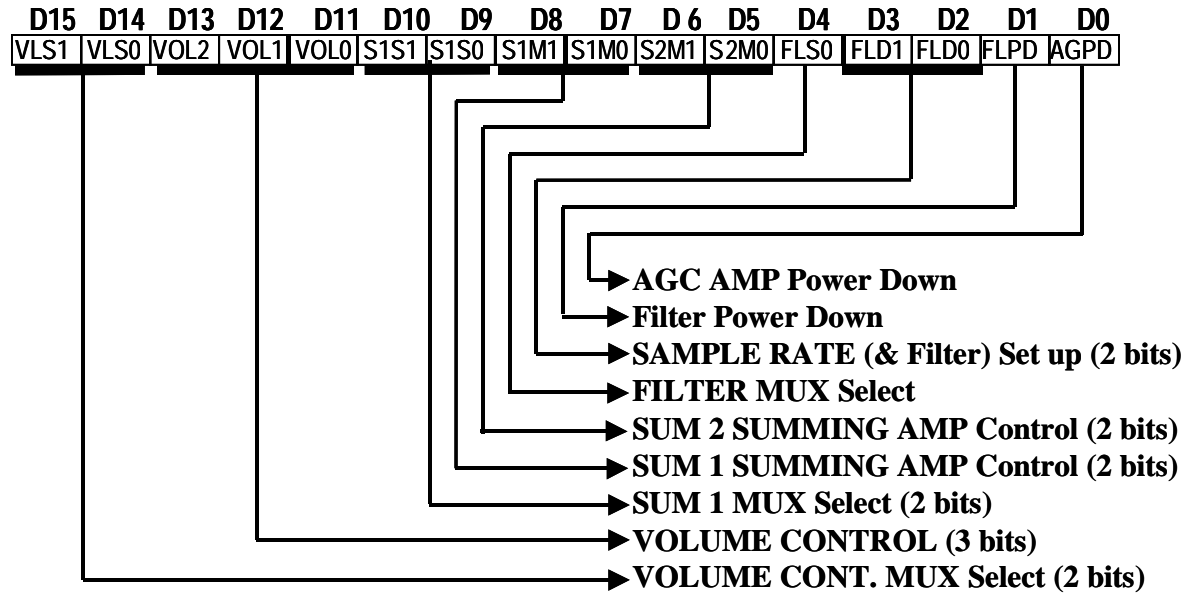 D15 D14 D13 D12 D11 D10 D9 D8 D7 D 6 D5 D4 D3 D2 D1 D0
VLS1 VLS0 VOL2 VOL1 VOL0 S1S1 S1S0 S1M1 S1M0 S2M1 S2M0 FLS0 FLD1 FLD0 FLPD AGPD
AGC AMP Power Down
Filter Power Down
SAMPLE RATE (& Filter) Set up (2 bits)
FILTER MUX Select
SUM 2 SUMMING AMP Control (2 bits)
SUM 1 SUMMING AMP Control (2 bits)
SUM 1 MUX Select (2 bits)
VOLUME CONTROL (3 bits)
VOLUME CONT. MUX Select (2 bits)